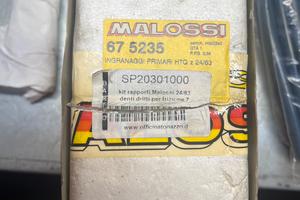 MALOSSI
67 5235
INGRANAGGI PRIMARI HTQ z 24/63
SP20301000
kit rapporti Malossi 24/63
denti dritti per frizione 7
www.officinatonazzo.it